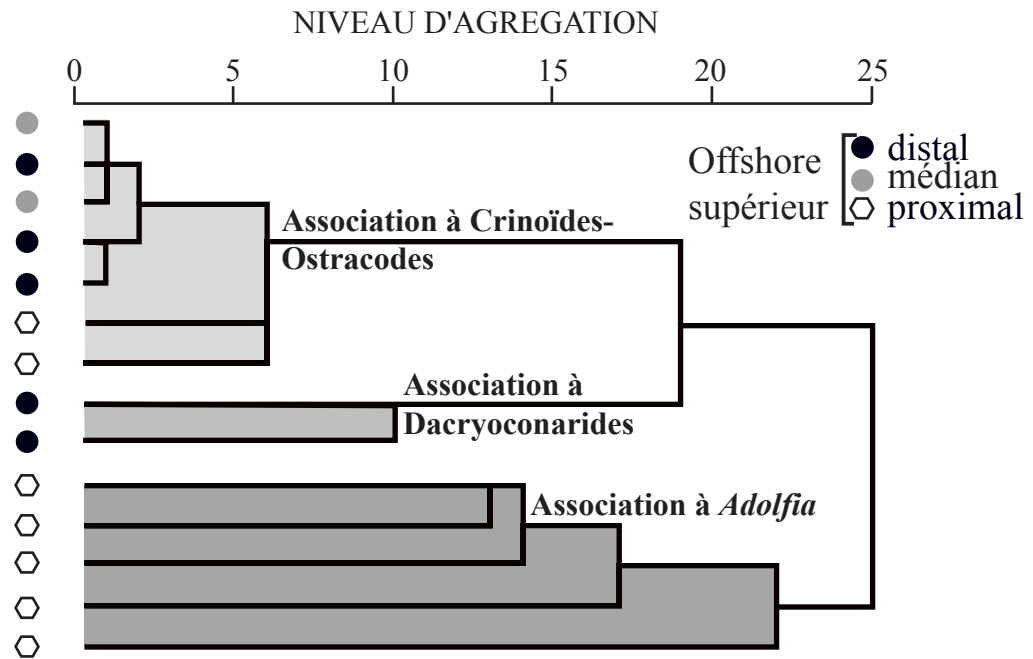 NIVEAU D'AGREGATION
0 5 10 15 20 25
Offshore
supérieur
distal
médian
proximal
Association à Crinoïdes-
Ostracodes
Association à
Dacryoconarides
Association à Adolfia